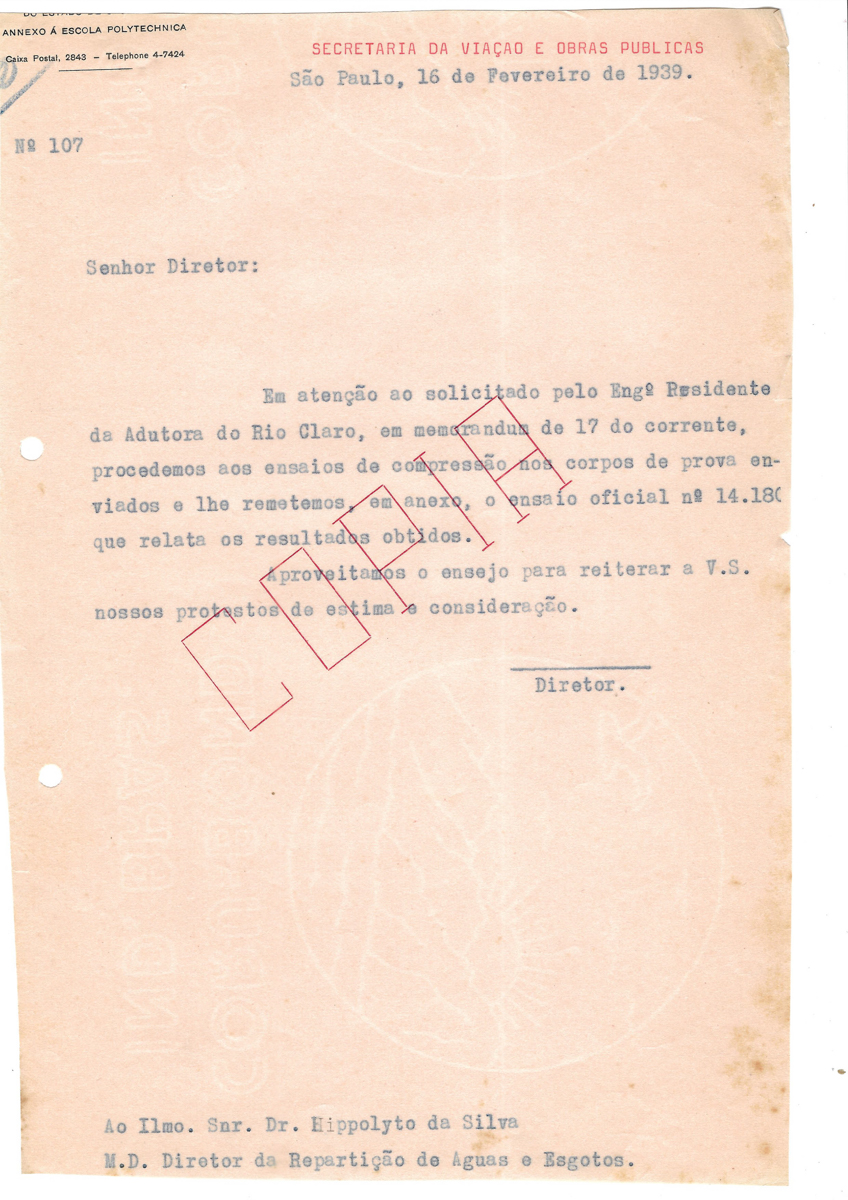 ANNEXO Á ESCOLA POLYTECHNICA
Caixa Postal, 2843 — Telephone 4-7424
SECRETARIA DA VIAÇAO E OBRAS PUBLICAS
São Paulo, 16 de Fevereiro de 1939.
Nº 107
Senhor Diretor:
Em atenção ao solicitado pelo Engº Residente
da Adutora do Rio Claro, em memorandum de 17 do corrente,
procedemos aos ensaios de compressão nos corpos de prova en-
viados e lhe remetemos, em anexo, o ensaio oficial nº 14.180
que relata os resultados obtidos.
Aproveitamos o ensejo para reiterar a V.S.
nossos protestos de estima e consideração.
COPIA
Diretor.
IND. BRAS.
Ao Ilmo. Snr. Dr. Hippolyto da Silva
M.D. Diretor da Repartição de Aguas e Esgotos.